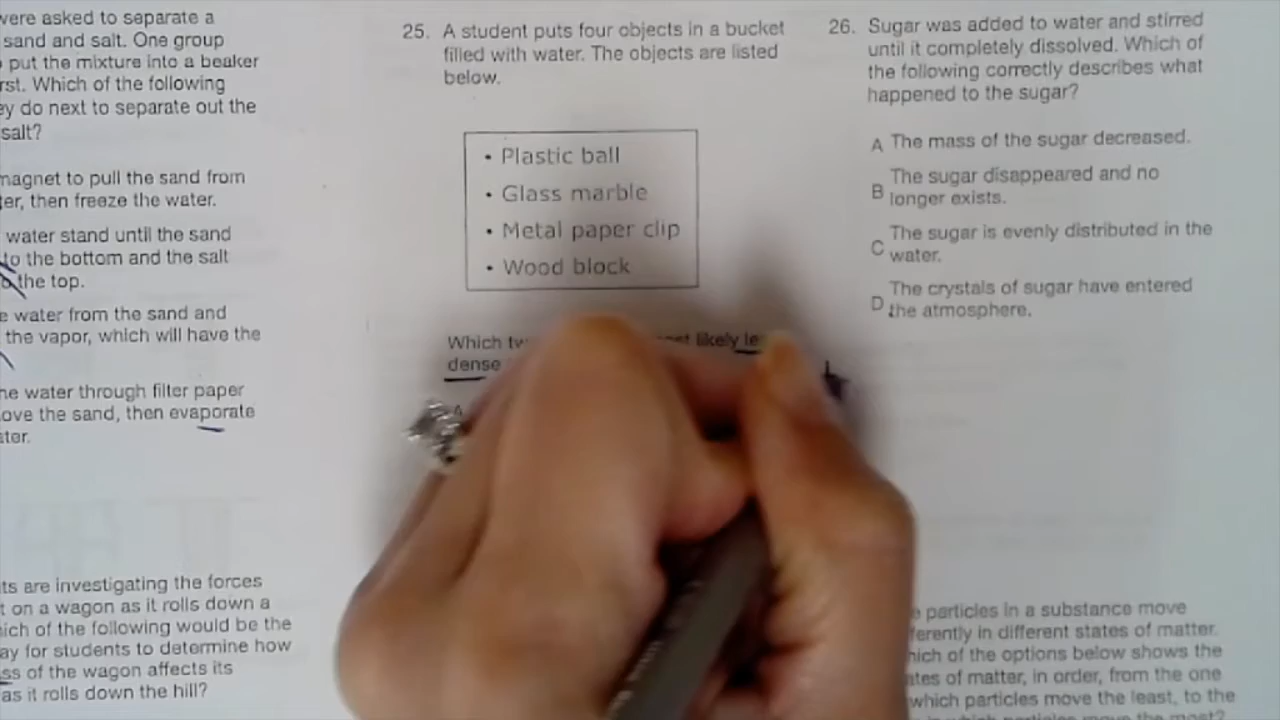 were asked to separate a
sand and salt. One group
put the mixture into a beaker
rst. Which of the following
ey do next to separate out the
salt?
magnet to pull the sand from
ter, then freeze the water.
water stand until the sand
to the bottom and the salt
the top.
e water from the sand and
the vapor, which will have the
ne water through filter paper
ove the sand, then evaporate
ater.
ts are investigating the forces
t on a wagon as it rolls down a
ich of the following would be the
ay for students to determine how
ss of the wagon affects its
as it rolls down the hill?
25. A student puts four objects in a bucket
filled with water. The objects are listed
below.
• Plastic ball
• Glass marble
• Metal paper clip
• Wood block
Which tw
st likely le
dense
A
26. Sugar was added to water and stirred
until it completely dissolved. Which of
the following correctly describes what
happened to the sugar?
A The mass of the sugar decreased.
B The sugar disappeared and no
longer exists.
C The sugar is evenly distributed in the
water.
D The crystals of sugar have entered
the atmosphere.
e particles in a substance move
ferently in different states of matter.
hich of the options below shows the
ates of matter, in order, from the one
which particles move the least, to the